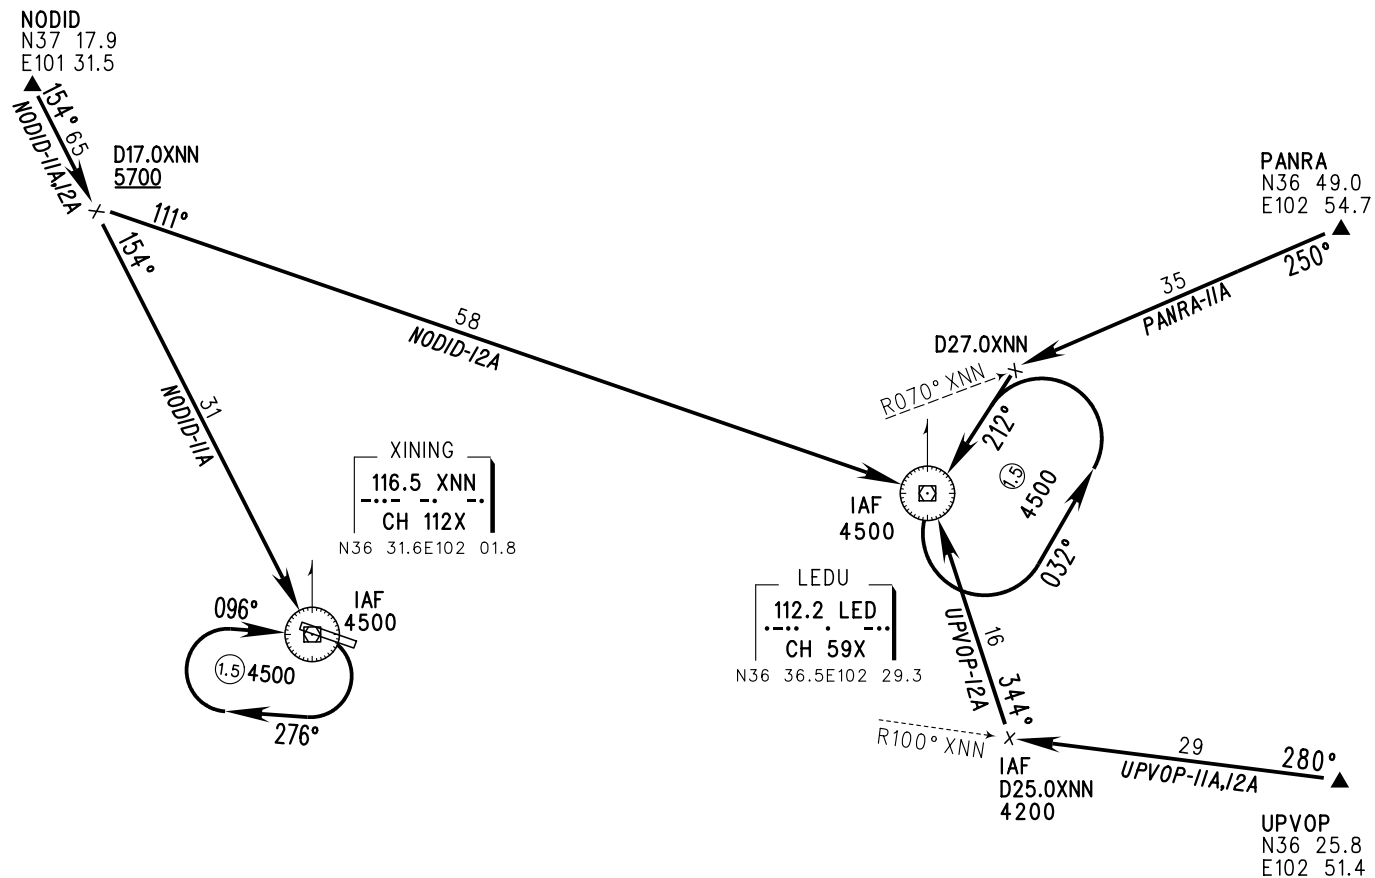 NODID
N37 17.9
E101 31.5
154°
65
NODID-11A,12A
D17.0XNN
5700
111°
154°
58
NODID-12A
31
NODID-11A
PANRA
N36 49.0
E102 54.7
250°
35
PANRA-11A
D27.0XNN
R070° XNN
212°
1.5
4500
032°
IAF
4500
XINING
116.5 XNN
CH 112X
N36 31.6E102 01.8
IAF
4500
096°
1.5 4500
276°
LEDU
112.2 LED
CH 59X
N36 36.5E102 29.3
16
UPVOP-12A
344°
R100° XNN
IAF
D25.0XNN
4200
29
280°
UPVOP-11A,12A
UPVOP
N36 25.8
E102 51.4